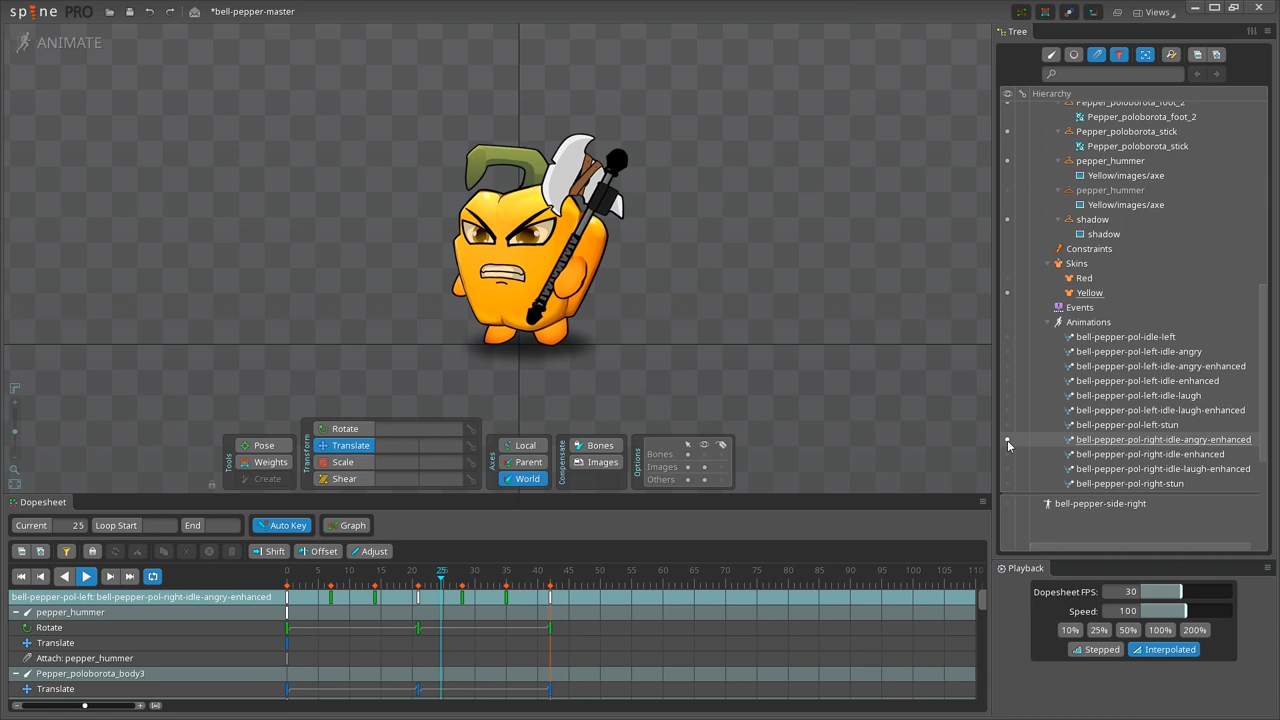 spine PRO
*bell-pepper-master
Views
ANIMATE
Tree
Hierarchy
Pepper_poloborota_foot_2
Pepper_poloborota_foot_2
Pepper_poloborota_stick
Pepper_poloborota_stick
pepper_hummer
Yellow/images/axe
pepper_hummer
Yellow/images/axe
shadow
shadow
Constraints
Skins
Red
Yellow
Events
Animations
bell-pepper-pol-idle-left
bell-pepper-pol-left-idle-angry
bell-pepper-pol-left-idle-angry-enhanced
bell-pepper-pol-left-idle-enhanced
bell-pepper-pol-left-idle-laugh
bell-pepper-pol-left-idle-laugh-enhanced
bell-pepper-pol-left-stun
bell-pepper-pol-right-idle-angry-enhanced
bell-pepper-pol-right-idle-enhanced
bell-pepper-pol-right-idle-laugh-enhanced
bell-pepper-pol-right-stun
bell-pepper-side-right
Tools
Pose
Weights
Create
Transform
Rotate
Translate
Scale
Shear
Axes
Local
Parent
World
Compensate
Bones
Images
Options
Bones
Images
Others
Dopesheet
Current 25 Loop Start End Auto Key Graph
Shift Offset Adjust
0 5 10 15 20 25 30 35 40 45 50 55 60 65 70 75 80 85 90 95 100 105 110
bell-pepper-pol-left: bell-pepper-pol-right-idle-angry-enhanced
pepper_hummer
Rotate
Translate
Attach: pepper_hummer
Pepper_poloborota_body3
Translate
Playback
Dopesheet FPS: 30
Speed: 100
10% 25% 50% 100% 200%
Stepped Interpolated